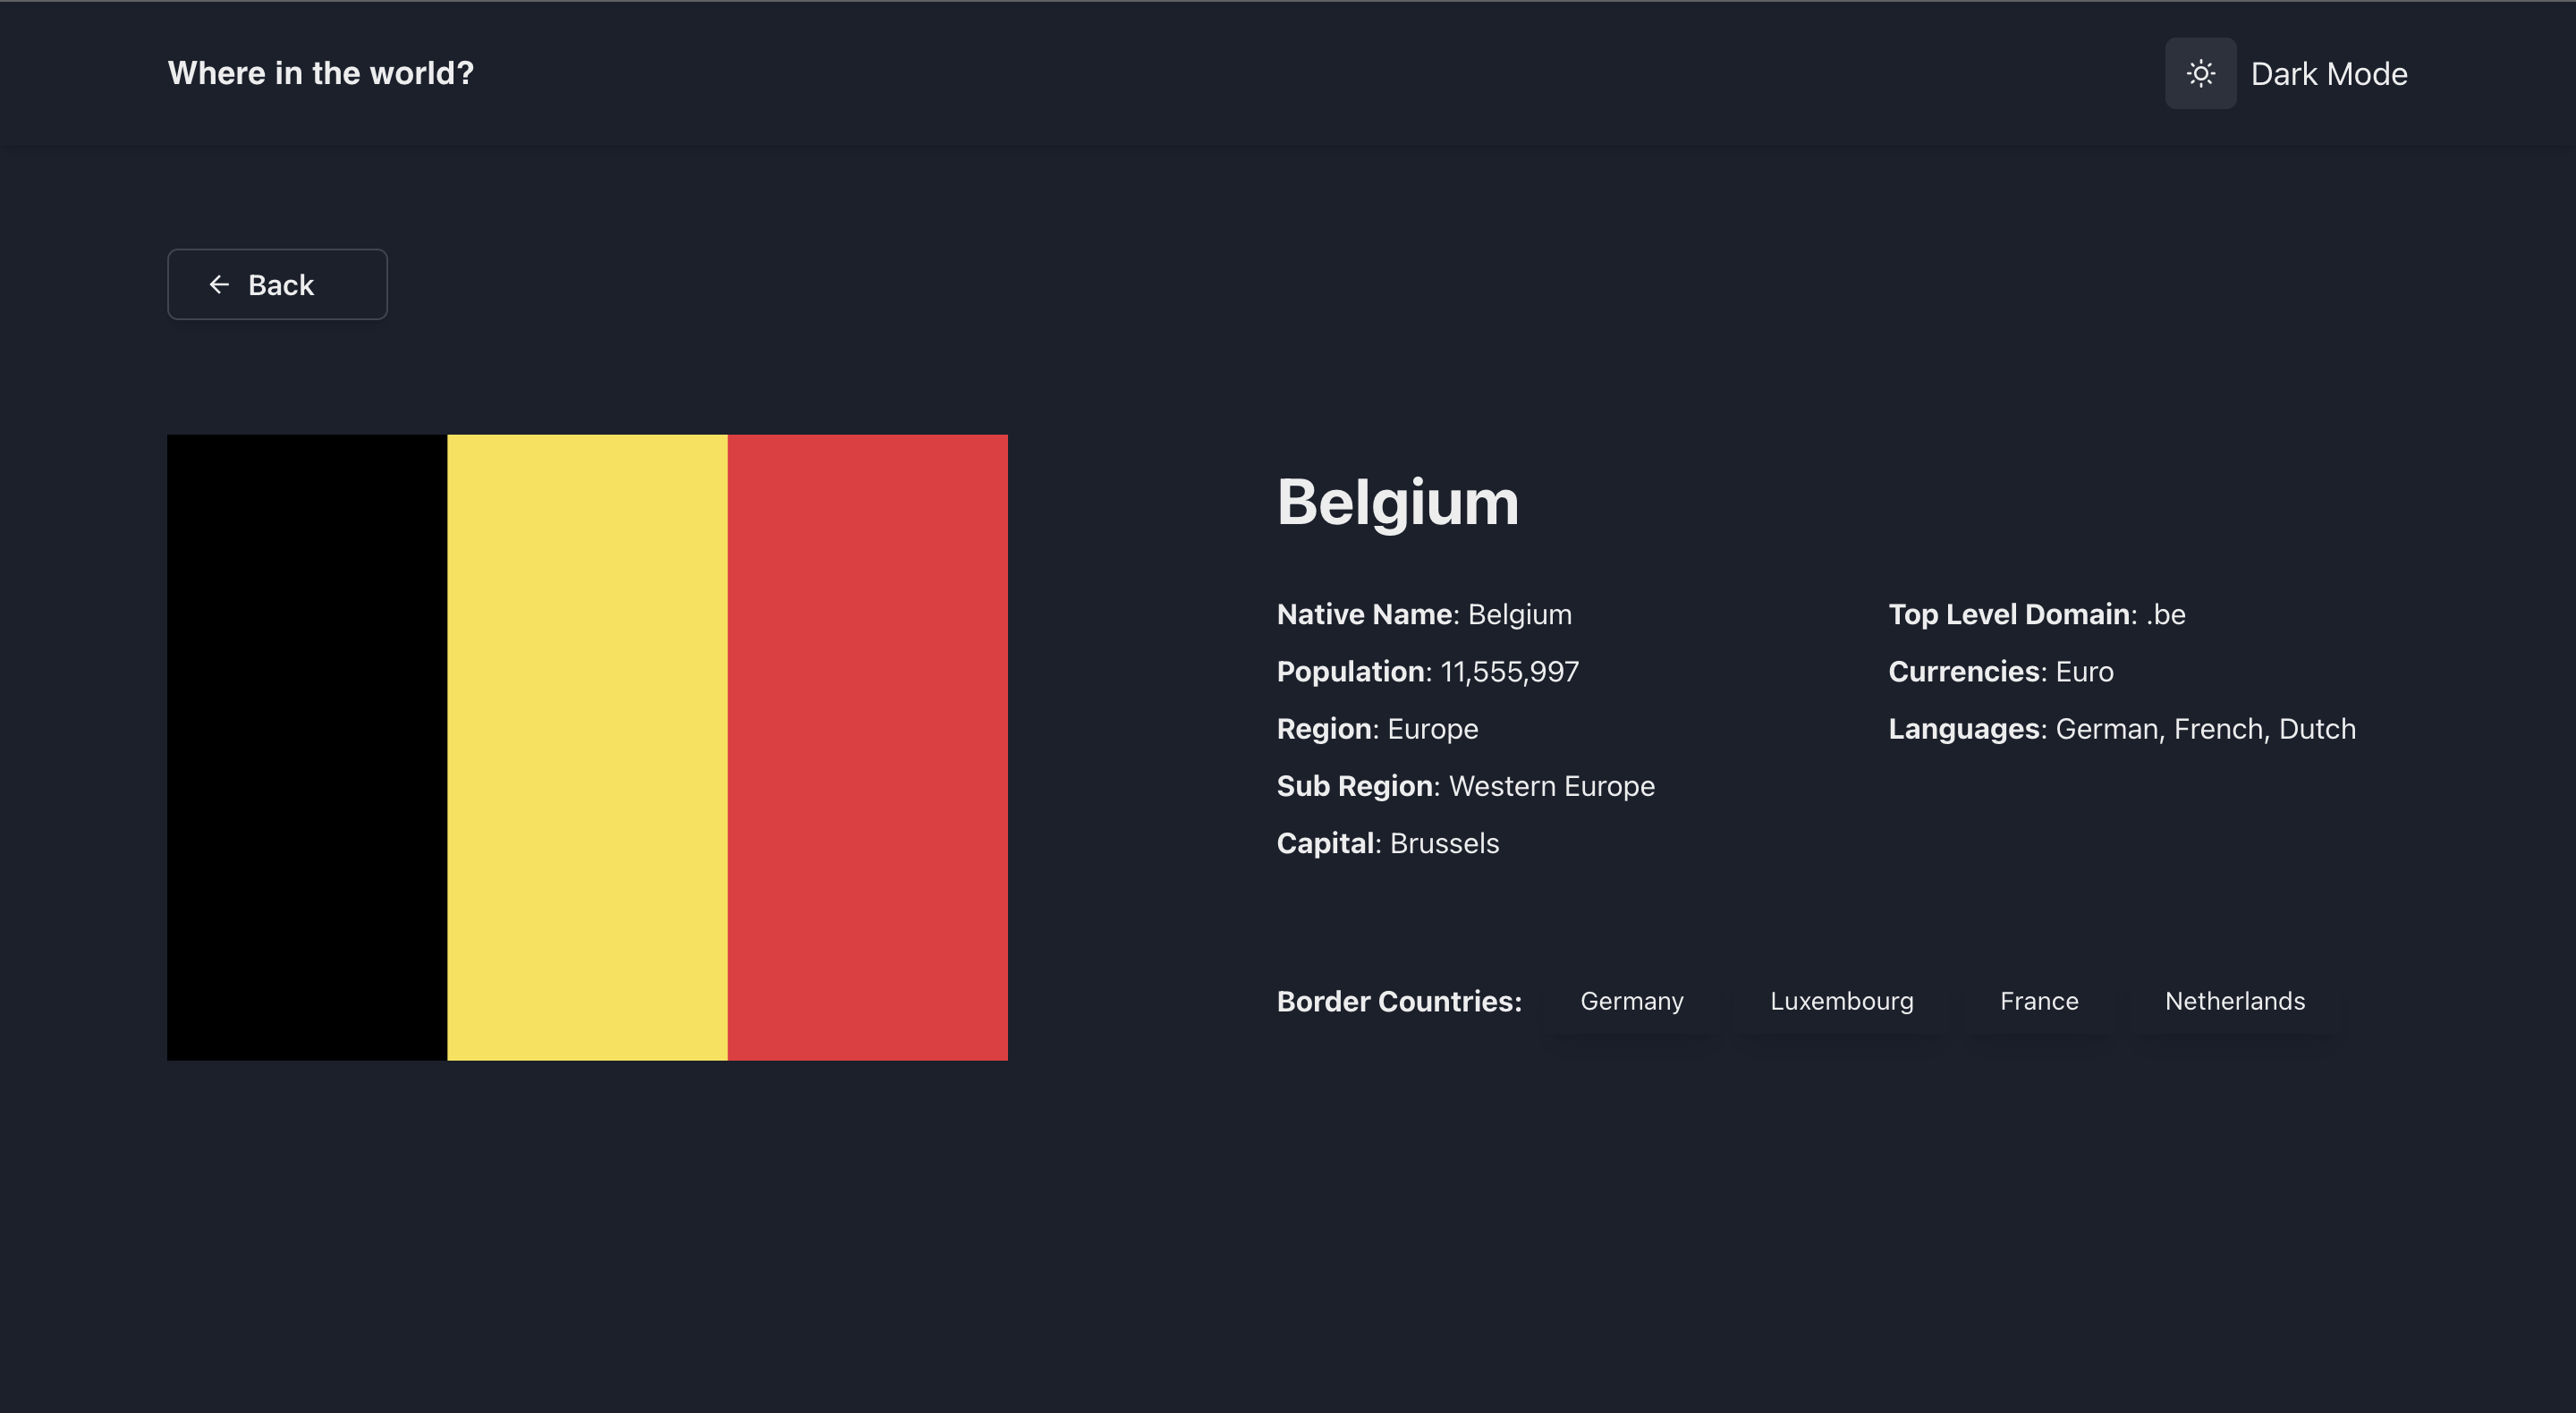 Where in the world?
Dark Mode
Back
Belgium
Native Name: Belgium
Population: 11,555,997
Region: Europe
Sub Region: Western Europe
Capital: Brussels
Top Level Domain: .be
Currencies: Euro
Languages: German, French, Dutch
Border Countries: Germany Luxembourg France Netherlands